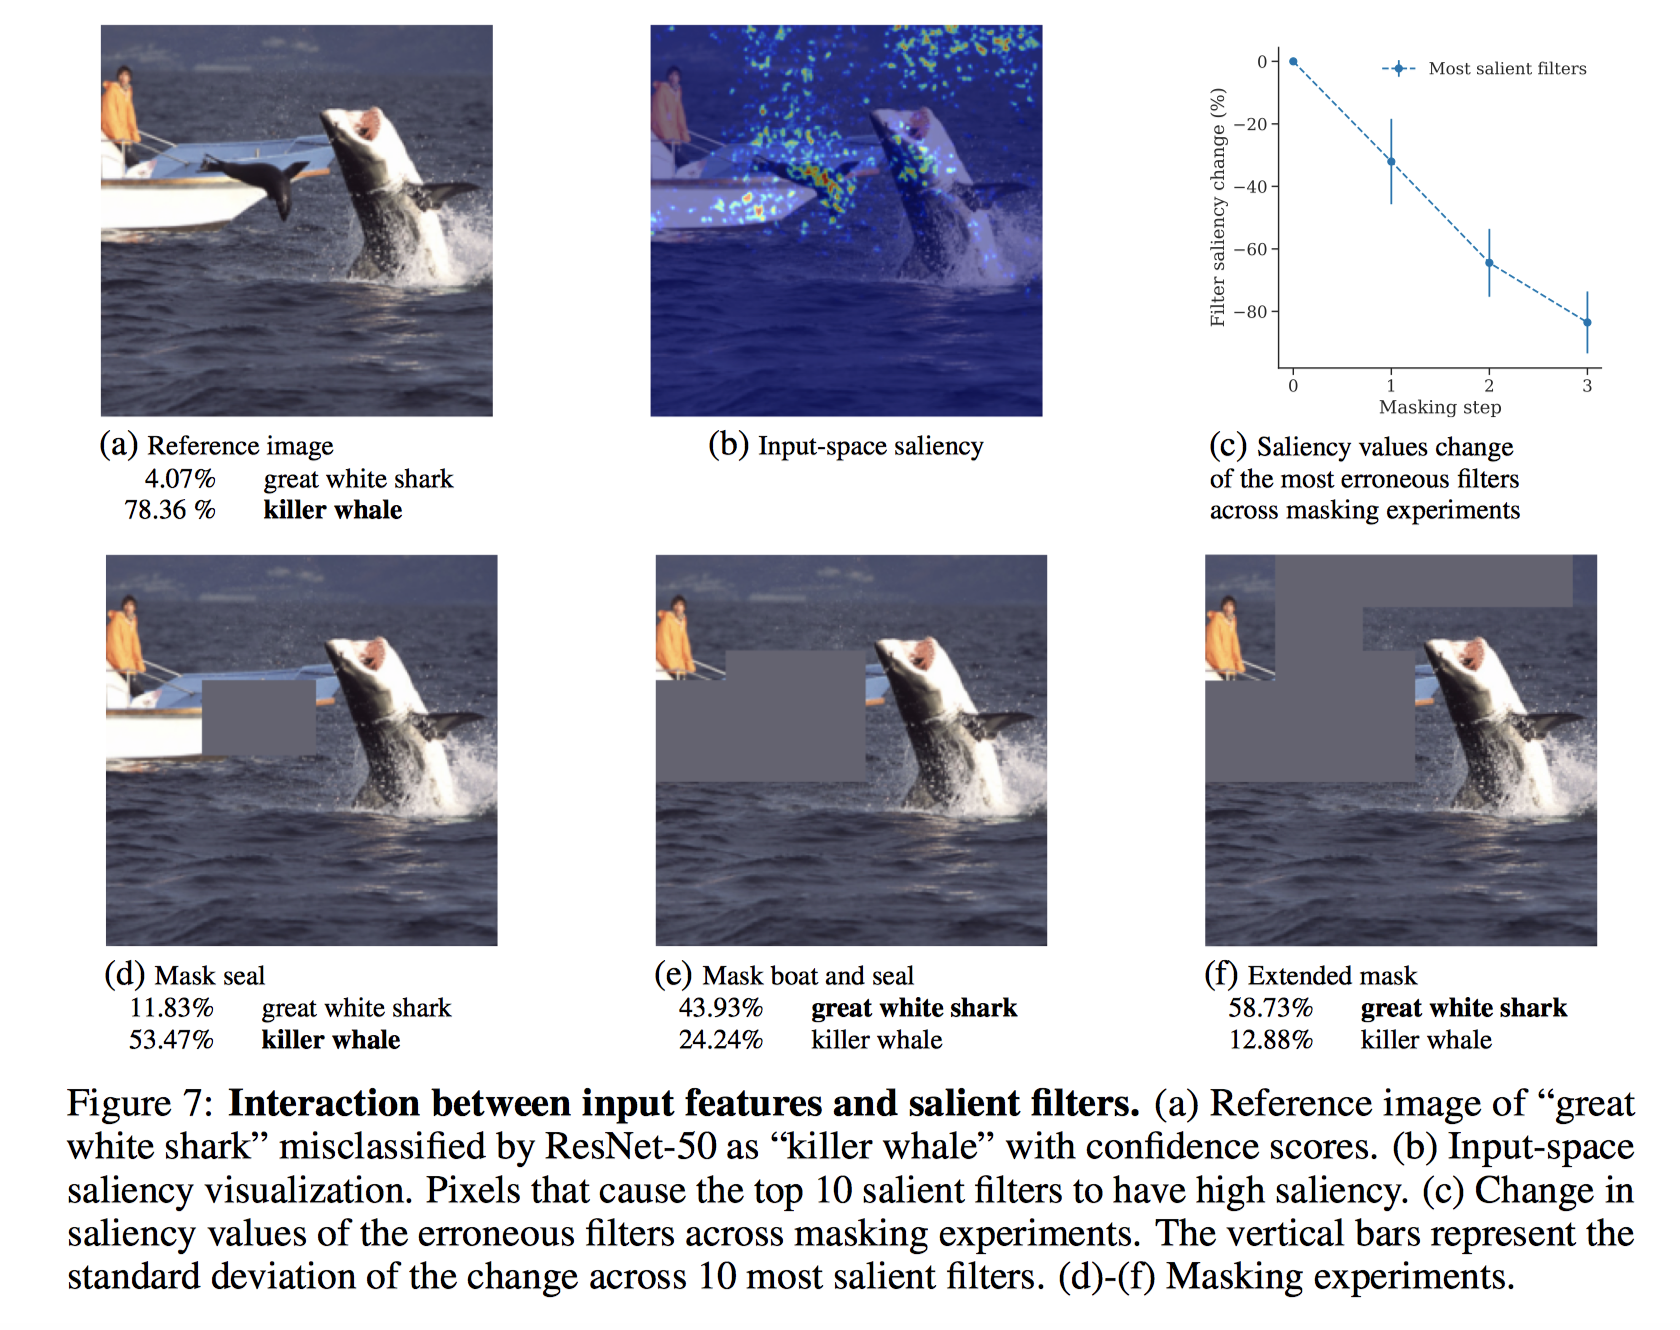 0
−20
−40
−60
−80
Filter saliency change (%)
Most salient filters
0 1 2 3
Masking step
(a) Reference image
4.07% great white shark
78.36 % killer whale
(b) Input-space saliency
(c) Saliency values change
of the most erroneous filters
across masking experiments
(d) Mask seal
11.83% great white shark
53.47% killer whale
(e) Mask boat and seal
43.93% great white shark
24.24% killer whale
(f) Extended mask
58.73% great white shark
12.88% killer whale
Figure 7: Interaction between input features and salient filters. (a) Reference image of “great
white shark” misclassified by ResNet-50 as “killer whale” with confidence scores. (b) Input-space
saliency visualization. Pixels that cause the top 10 salient filters to have high saliency. (c) Change in
saliency values of the erroneous filters across masking experiments. The vertical bars represent the
standard deviation of the change across 10 most salient filters. (d)-(f) Masking experiments.